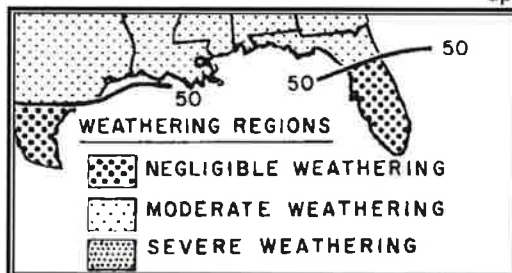 50
50
50
WEATHERING REGIONS
NEGLIGIBLE WEATHERING
MODERATE WEATHERING
SEVERE WEATHERING